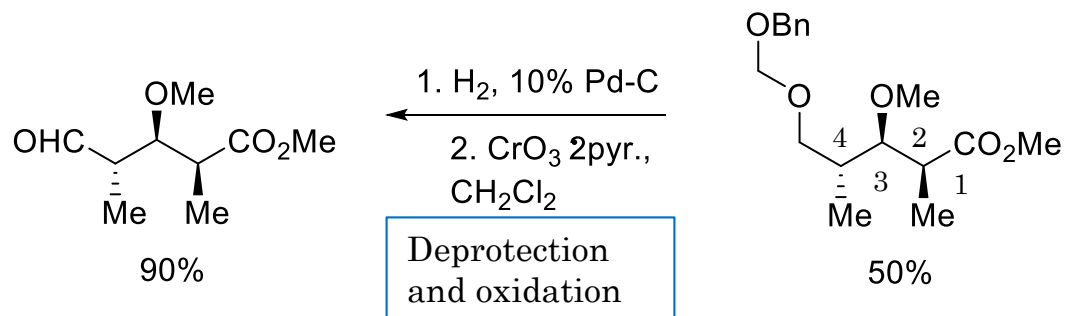 OBn
O
OMe
OHC
CO₂Me
Me
Me
90%
1. H₂, 10% Pd-C
2. CrO₃•2pyr.,
CH₂Cl₂
Deprotection
and oxidation
OMe
4
2
CO₂Me
3
1
Me
Me
50%